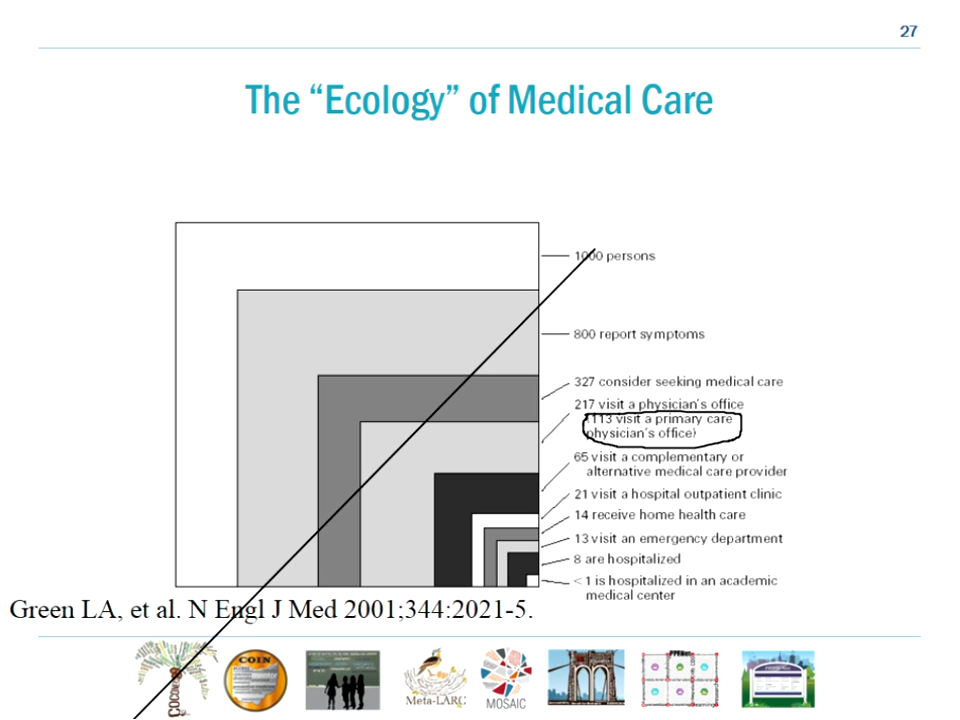 27
The “Ecology” of Medical Care
1000 persons
800 report symptoms
327 consider seeking medical care
217 visit a physician's office
(113 visit a primary care
physician's office)
65 visit a complementary or
alternative medical care provider
21 visit a hospital outpatient clinic
14 receive home health care
13 visit an emergency department
8 are hospitalized
< 1 is hospitalized in an academic
medical center
Green LA, et al. N Engl J Med 2001;344:2021-5.
COIN
Meta-LARC
MOSAIC